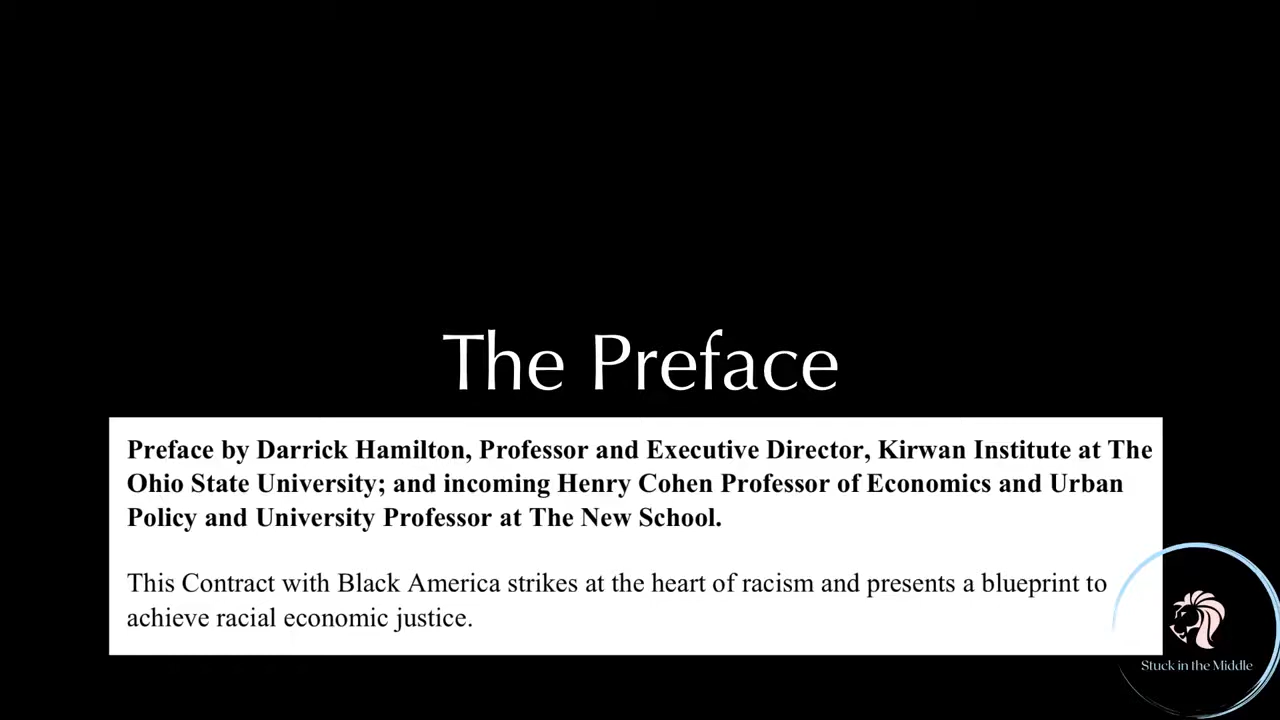 The Preface
Preface by Darrick Hamilton, Professor and Executive Director, Kirwan Institute at The
Ohio State University; and incoming Henry Cohen Professor of Economics and Urban
Policy and University Professor at The New School.
This Contract with Black America strikes at the heart of racism and presents a blueprint to
achieve racial economic justice.
Stuck in the Middle